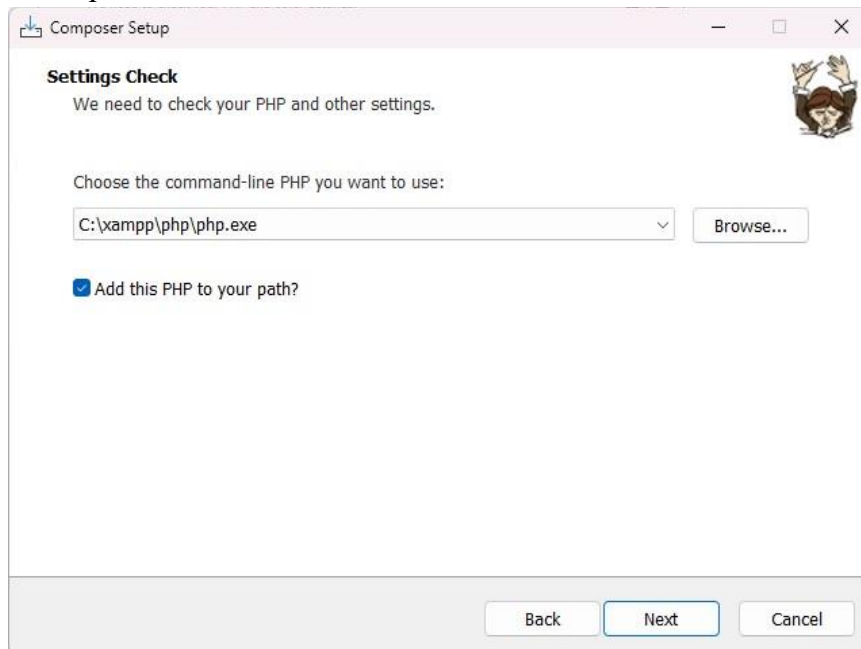 Composer Setup
Settings Check
We need to check your PHP and other settings.
Choose the command-line PHP you want to use:
C:\xampp\php\php.exe
Browse...
Add this PHP to your path?
Back
Next
Cancel